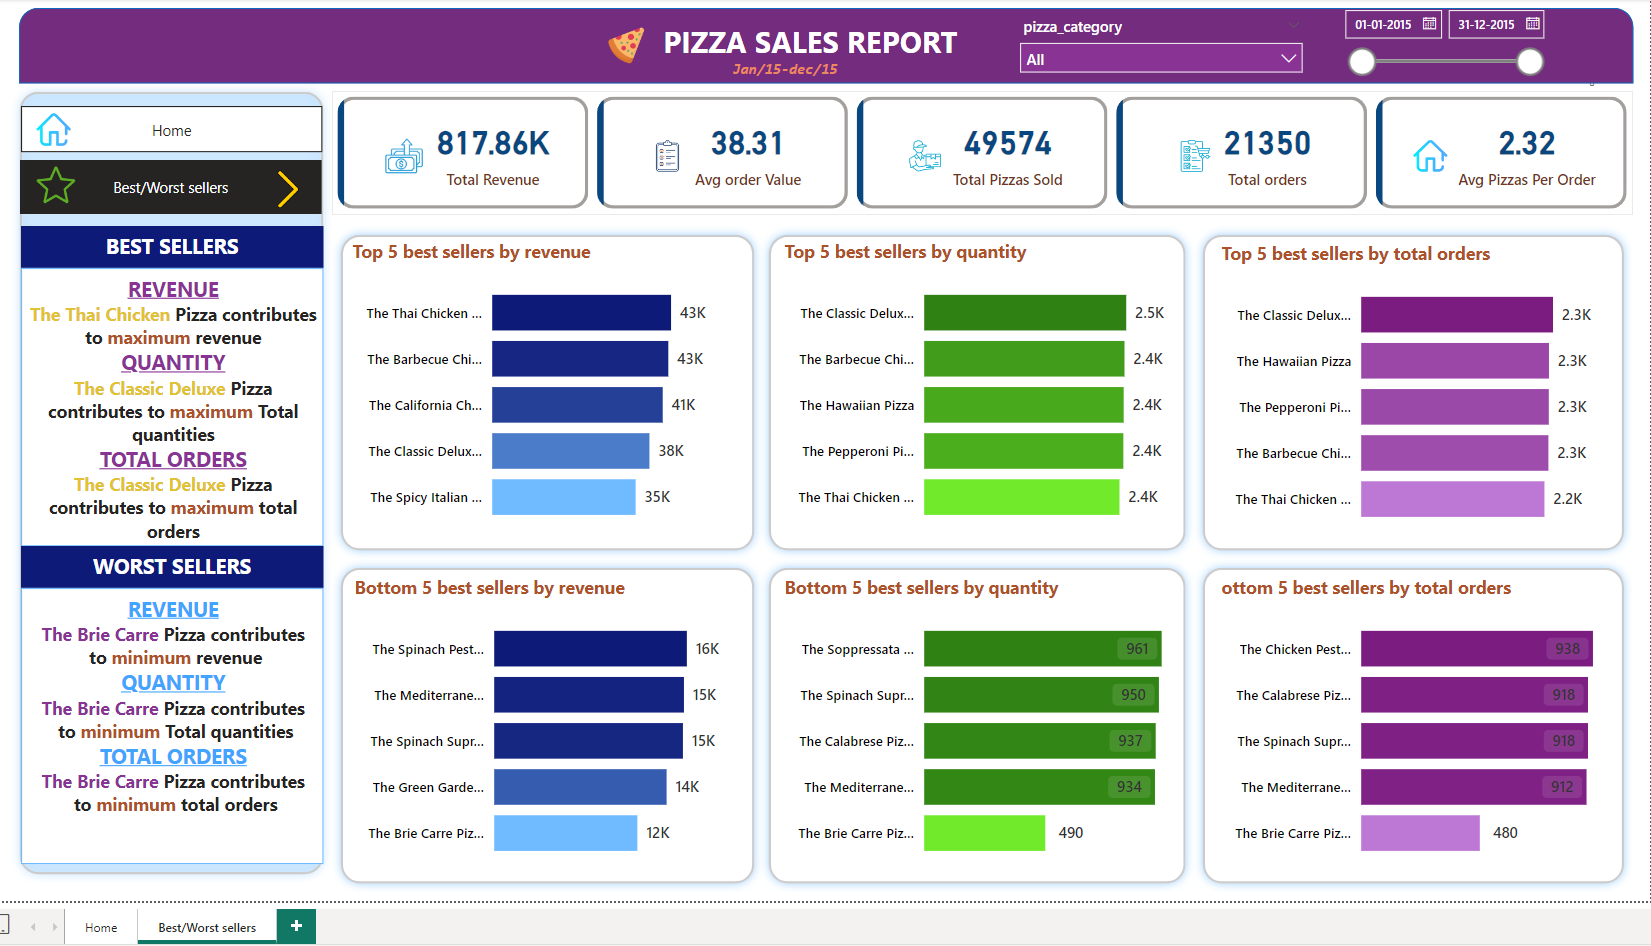 PIZZA SALES REPORT
Jan/15-dec/15
pizza_category
All
01-01-2015
31-12-2015
Home
Best/Worst sellers
817.86K
Total Revenue
38.31
Avg order Value
49574
Total Pizzas Sold
21350
Total orders
2.32
Avg Pizzas Per Order
BEST SELLERS
REVENUE
The Thai Chicken Pizza contributes
to maximum revenue
QUANTITY
The Classic Deluxe Pizza
contributes to maximum Total
quantities
TOTAL ORDERS
The Classic Deluxe Pizza
contributes to maximum total
orders
WORST SELLERS
REVENUE
The Brie Carre Pizza contributes
to minimum revenue
QUANTITY
The Brie Carre Pizza contributes
to minimum Total quantities
TOTAL ORDERS
The Brie Carre Pizza contributes
to minimum total orders
Top 5 best sellers by revenue
The Thai Chicken ... 43K
The Barbecue Chi... 43K
The California Ch... 41K
The Classic Delux... 38K
The Spicy Italian ... 35K
Top 5 best sellers by quantity
The Classic Delux... 2.5K
The Barbecue Chi... 2.4K
The Hawaiian Pizza 2.4K
The Pepperoni Pi... 2.4K
The Thai Chicken ... 2.4K
Top 5 best sellers by total orders
The Classic Delux... 2.3K
The Hawaiian Pizza 2.3K
The Pepperoni Pi... 2.3K
The Barbecue Chi... 2.3K
The Thai Chicken ... 2.2K
Bottom 5 best sellers by revenue
The Spinach Pest... 16K
The Mediterrane... 15K
The Spinach Supr... 15K
The Green Garde... 14K
The Brie Carre Piz... 12K
Bottom 5 best sellers by quantity
The Soppressata ... 961
The Spinach Supr... 950
The Calabrese Piz... 937
The Mediterrane... 934
The Brie Carre Piz... 490
ottom 5 best sellers by total orders
The Chicken Pest... 938
The Calabrese Piz... 918
The Spinach Supr... 918
The Mediterrane... 912
The Brie Carre Piz... 480
Home
Best/Worst sellers
+